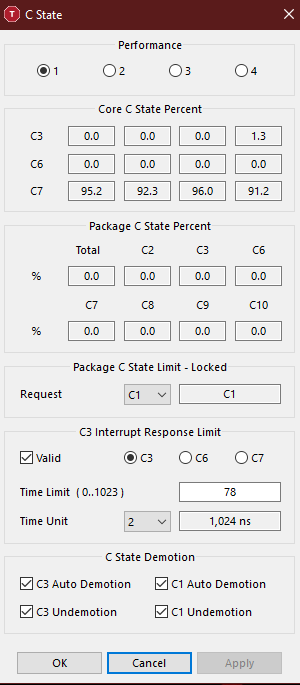 T C State
Performance
1 2 3 4
Core C State Percent
C3 0.0 0.0 0.0 1.3
C6 0.0 0.0 0.0 0.0
C7 95.2 92.3 96.0 91.2
Package C State Percent
Total C2 C3 C6
% 0.0 0.0 0.0 0.0
C7 C8 C9 C10
% 0.0 0.0 0.0 0.0
Package C State Limit - Locked
Request C1 C1
C3 Interrupt Response Limit
Valid C3 C6 C7
Time Limit ( 0..1023 ) 78
Time Unit 2 1,024 ns
C State Demotion
C3 Auto Demotion C1 Auto Demotion
C3 Undemotion C1 Undemotion
OK Cancel Apply